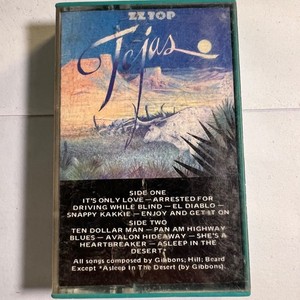 ZZ TOP
Tejas
SIDE ONE
IT'S ONLY LOVE — ARRESTED FOR
DRIVING WHILE BLIND — EL DIABLO —
SNAPPY KAKKIE — ENJOY AND GET IT ON
SIDE TWO
TEN DOLLAR MAN — PAN AM HIGHWAY
BLUES — AVALON HIDEAWAY — SHE'S A
HEARTBREAKER — ASLEEP IN THE
DESERT*
All songs composed by Gibbons; Hill; Beard
Except *Asleep In The Desert (by Gibbons)